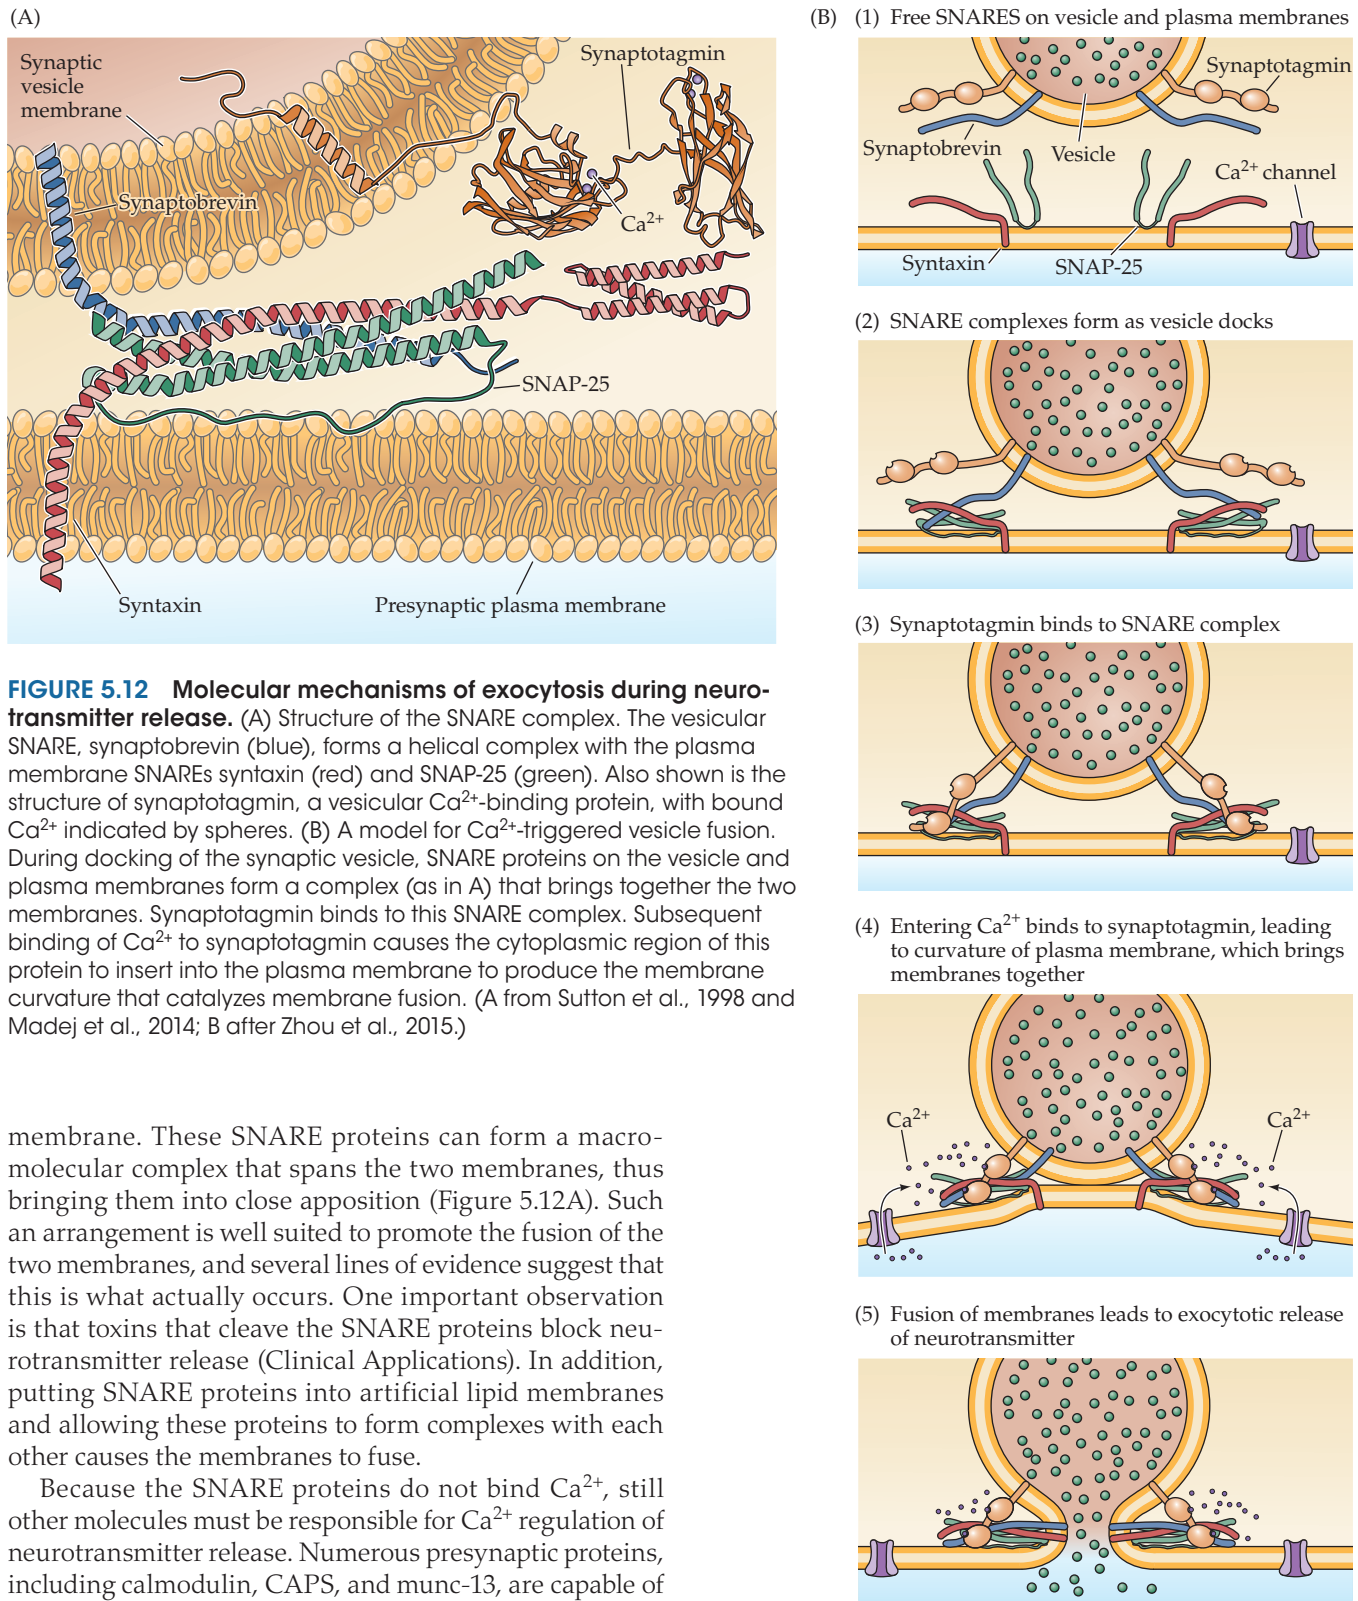 (A)
Synaptic
vesicle
membrane
Synaptotagmin
Synaptobrevin
Ca2+
SNAP-25
Syntaxin
Presynaptic plasma membrane
FIGURE 5.12 Molecular mechanisms of exocytosis during neuro-
transmitter release. (A) Structure of the SNARE complex. The vesicular
SNARE, synaptobrevin (blue), forms a helical complex with the plasma
membrane SNAREs syntaxin (red) and SNAP-25 (green). Also shown is the
structure of synaptotagmin, a vesicular Ca2+-binding protein, with bound
Ca2+ indicated by spheres. (B) A model for Ca2+-triggered vesicle fusion.
During docking of the synaptic vesicle, SNARE proteins on the vesicle and
plasma membranes form a complex (as in A) that brings together the two
membranes. Synaptotagmin binds to this SNARE complex. Subsequent
binding of Ca2+ to synaptotagmin causes the cytoplasmic region of this
protein to insert into the plasma membrane to produce the membrane
curvature that catalyzes membrane fusion. (A from Sutton et al., 1998 and
Madej et al., 2014; B after Zhou et al., 2015.)
membrane. These SNARE proteins can form a macro-
molecular complex that spans the two membranes, thus
bringing them into close apposition (Figure 5.12A). Such
an arrangement is well suited to promote the fusion of the
two membranes, and several lines of evidence suggest that
this is what actually occurs. One important observation
is that toxins that cleave the SNARE proteins block neu-
rotransmitter release (Clinical Applications). In addition,
putting SNARE proteins into artificial lipid membranes
and allowing these proteins to form complexes with each
other causes the membranes to fuse.
Because the SNARE proteins do not bind Ca2+, still
other molecules must be responsible for Ca2+ regulation of
neurotransmitter release. Numerous presynaptic proteins,
including calmodulin, CAPS, and munc-13, are capable of
(B) (1) Free SNARES on vesicle and plasma membranes
Synaptotagmin
Synaptobrevin
Vesicle
Ca2+ channel
Syntaxin
SNAP-25
(2) SNARE complexes form as vesicle docks
(3) Synaptotagmin binds to SNARE complex
(4) Entering Ca2+ binds to synaptotagmin, leading
to curvature of plasma membrane, which brings
membranes together
Ca2+
Ca2+
(5) Fusion of membranes leads to exocytotic release
of neurotransmitter